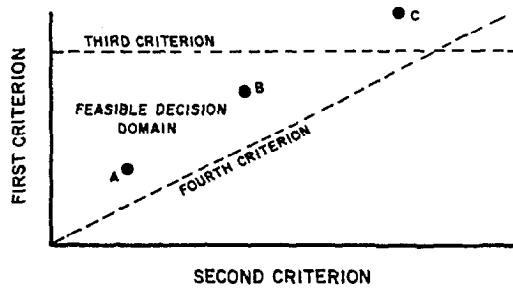 C
THIRD CRITERION
B
FEASIBLE DECISION
DOMAIN
A
FOURTH CRITERION
FIRST CRITERION
SECOND CRITERION